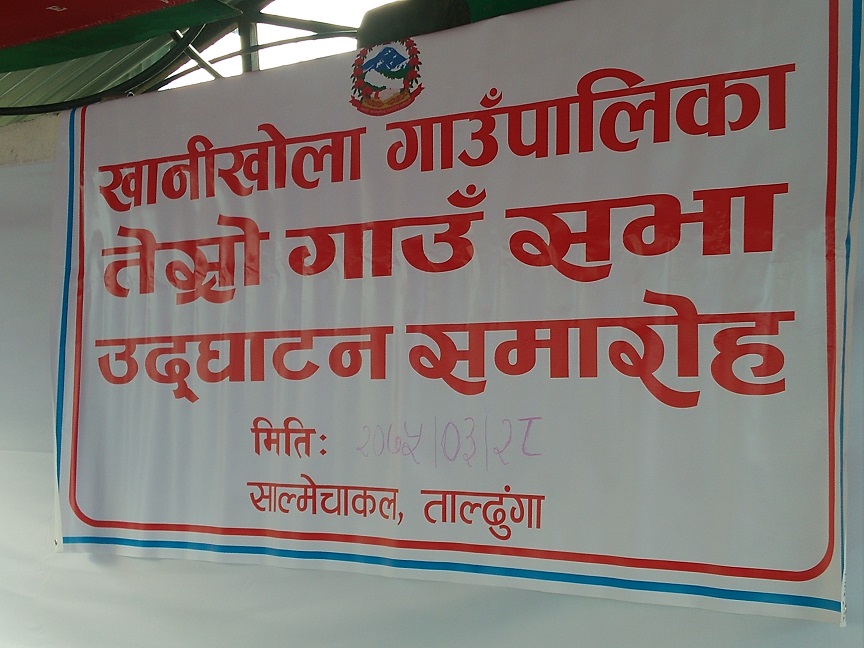 खानीखोला गाउँपालिका
तेस्रो गाउँ सभा
उद्‌घाटन समारोह
मिति: २०७५|०३|२८
साल्मेचाकल, ताल्ढुंगा